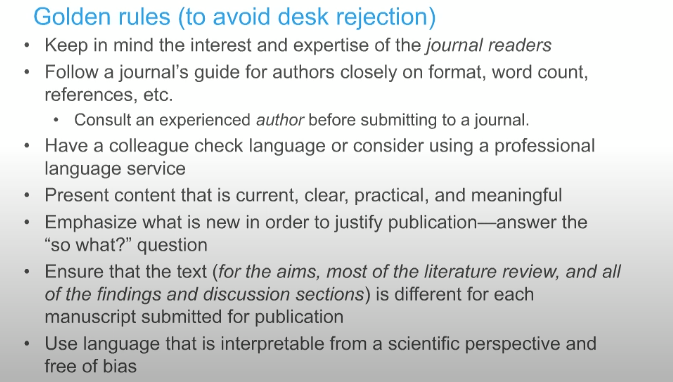 Golden rules (to avoid desk rejection)
• Keep in mind the interest and expertise of the journal readers
• Follow a journal's guide for authors closely on format, word count,
references, etc.
• Consult an experienced author before submitting to a journal.
• Have a colleague check language or consider using a professional
language service
• Present content that is current, clear, practical, and meaningful
• Emphasize what is new in order to justify publication—answer the
“so what?” question
• Ensure that the text (for the aims, most of the literature review, and all
of the findings and discussion sections) is different for each
manuscript submitted for publication
• Use language that is interpretable from a scientific perspective and
free of bias